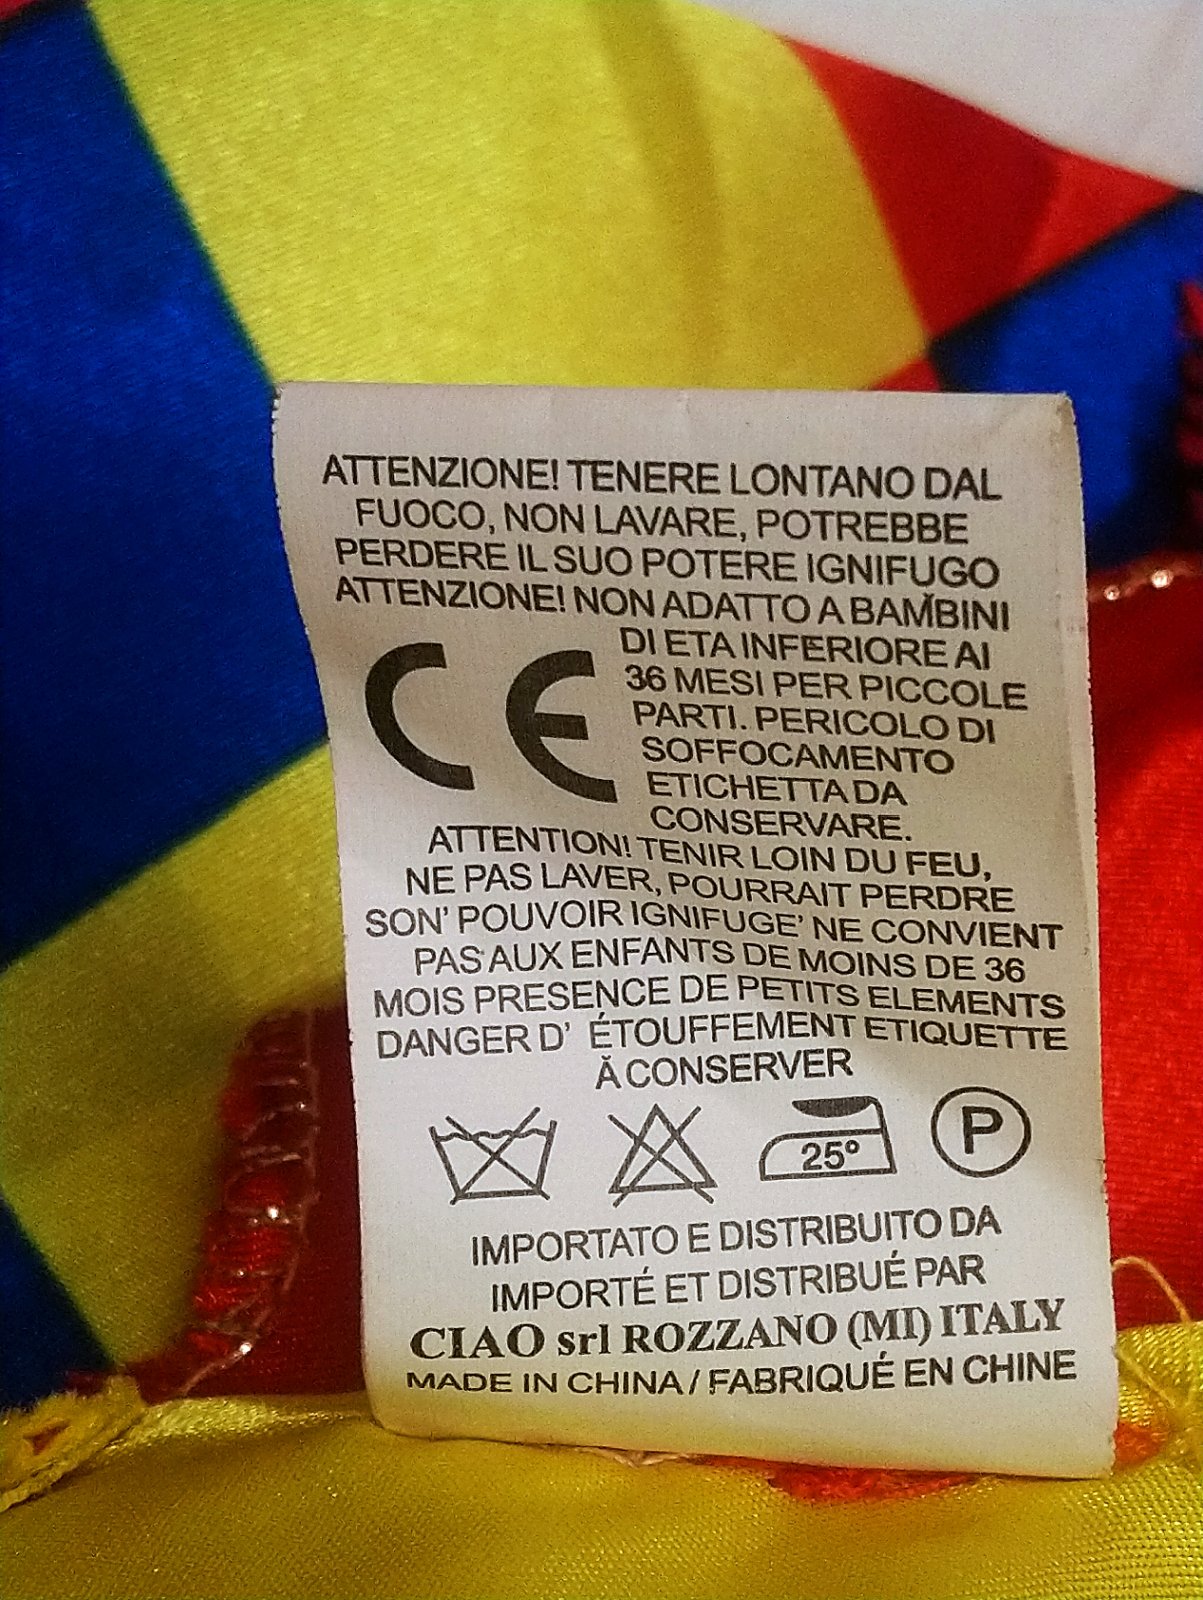 ATTENZIONE! TENERE LONTANO DAL
FUOCO, NON LAVARE, POTREBBE
PERDERE IL SUO POTERE IGNIFUGO
ATTENZIONE! NON ADATTO A BAMBINI
DI ETA INFERIORE AI
36 MESI PER PICCOLE
PARTI. PERICOLO DI
SOFFOCAMENTO
ETICHETTA DA
CONSERVARE.
CE
ATTENTION! TENIR LOIN DU FEU,
NE PAS LAVER, POURRAIT PERDRE
SON' POUVOIR IGNIFUGE' NE CONVIENT
PAS AUX ENFANTS DE MOINS DE 36
MOIS PRESENCE DE PETITS ELEMENTS
DANGER D' ÉTOUFFEMENT ETIQUETTE
Ă CONSERVER
25° P
IMPORTATO E DISTRIBUITO DA
IMPORTÉ ET DISTRIBUÉ PAR
CIAO srl ROZZANO (MI) ITALY
MADE IN CHINA / FABRIQUÉ EN CHINE